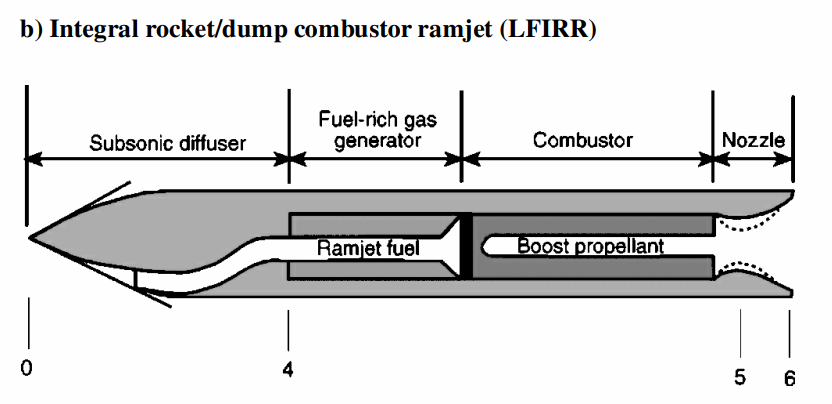 b) Integral rocket/dump combustor ramjet (LFIRR)
Subsonic diffuser
Fuel-rich gas
generator
Combustor
Nozzle
Ramjet fuel
Boost propellant
0
4
5
6